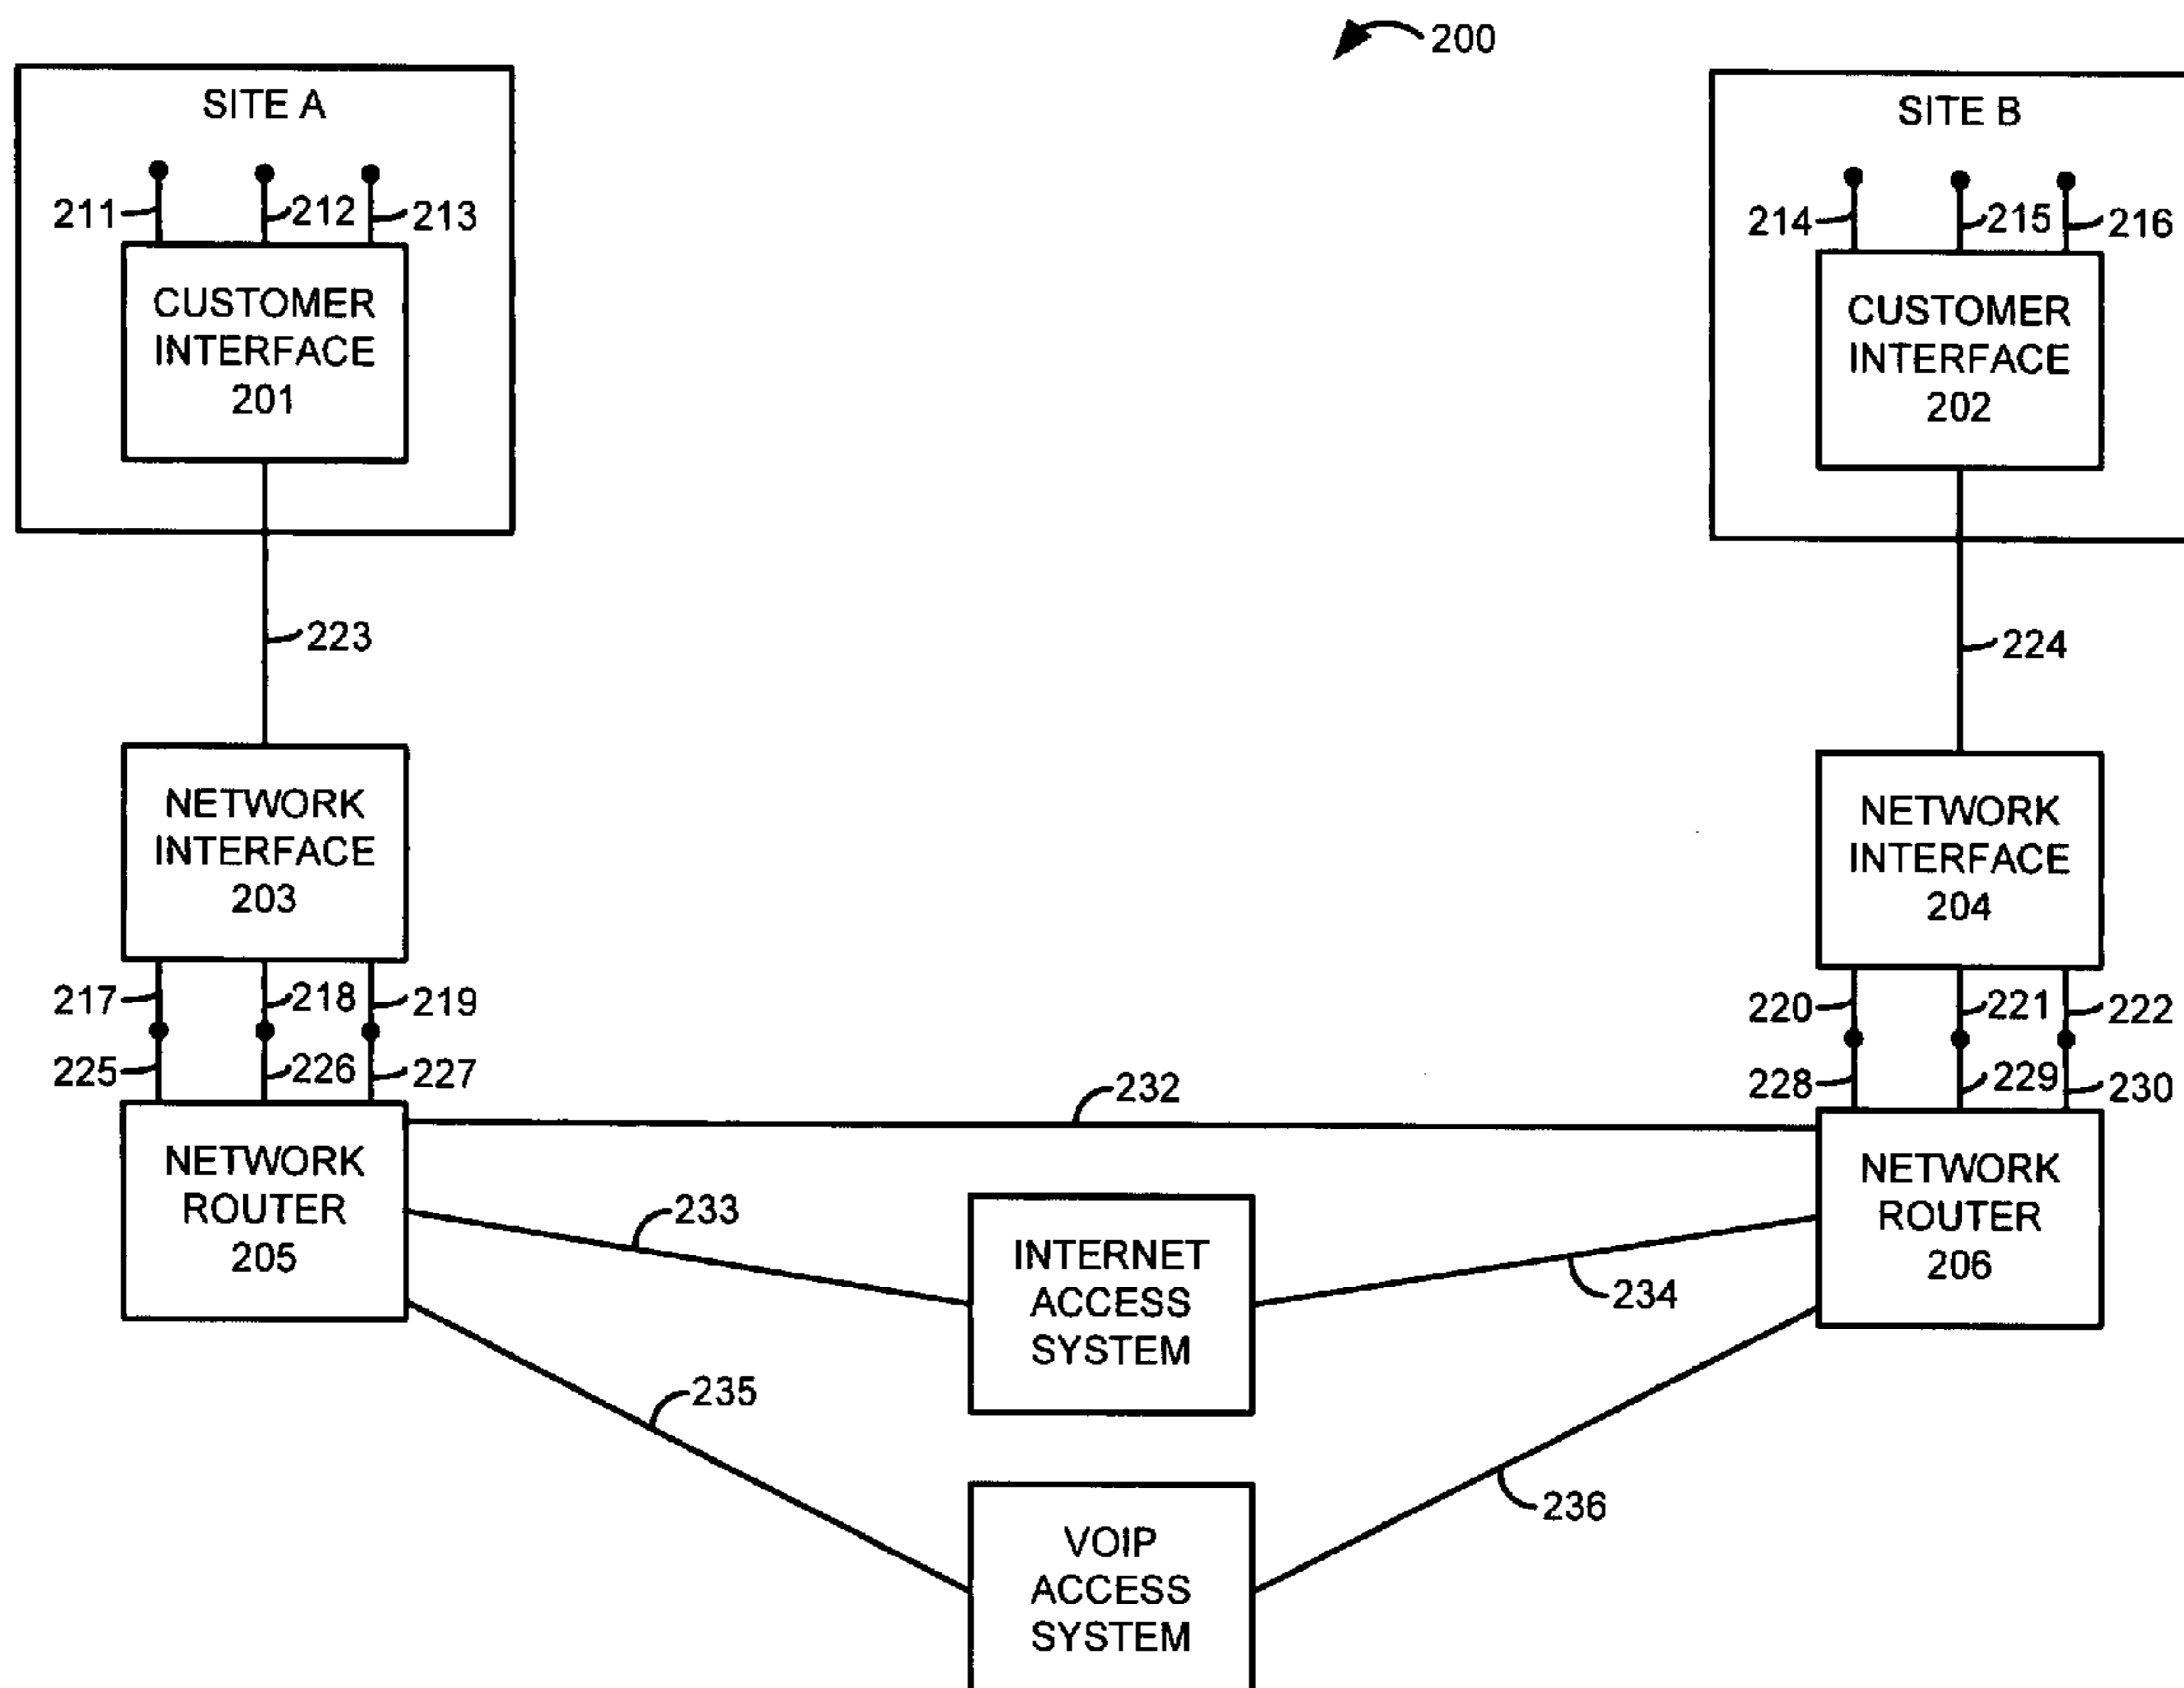 200
SITE A
211
212
213
CUSTOMER
INTERFACE
201
SITE B
214
215
216
CUSTOMER
INTERFACE
202
223
224
NETWORK
INTERFACE
203
NETWORK
INTERFACE
204
217
218
219
225
226
227
220
221
222
228
229
230
NETWORK
ROUTER
205
232
NETWORK
ROUTER
206
233
INTERNET
ACCESS
SYSTEM
234
235
VOIP
ACCESS
SYSTEM
236